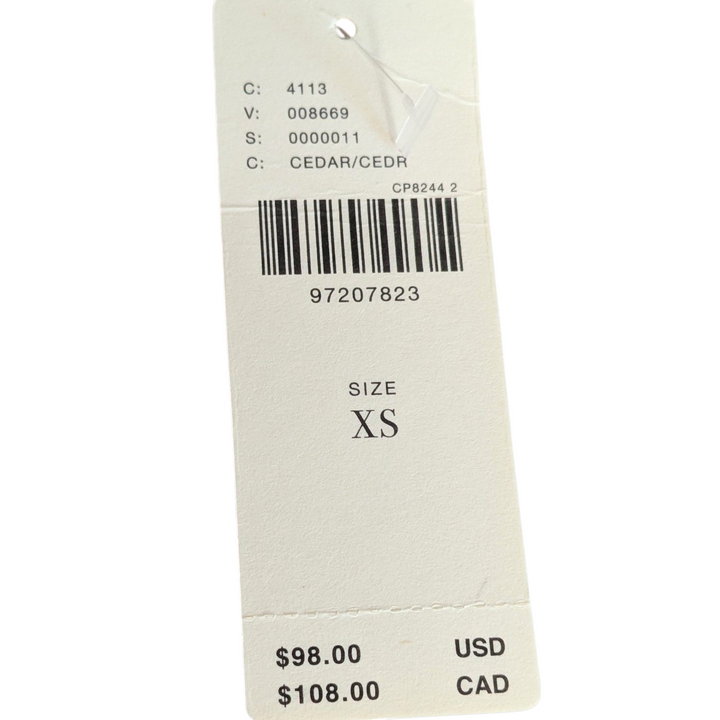 C: 4113
V: 008669
S: 0000011
C: CEDAR/CEDR
CP8244 2
97207823
SIZE
XS
$98.00 USD
$108.00 CAD